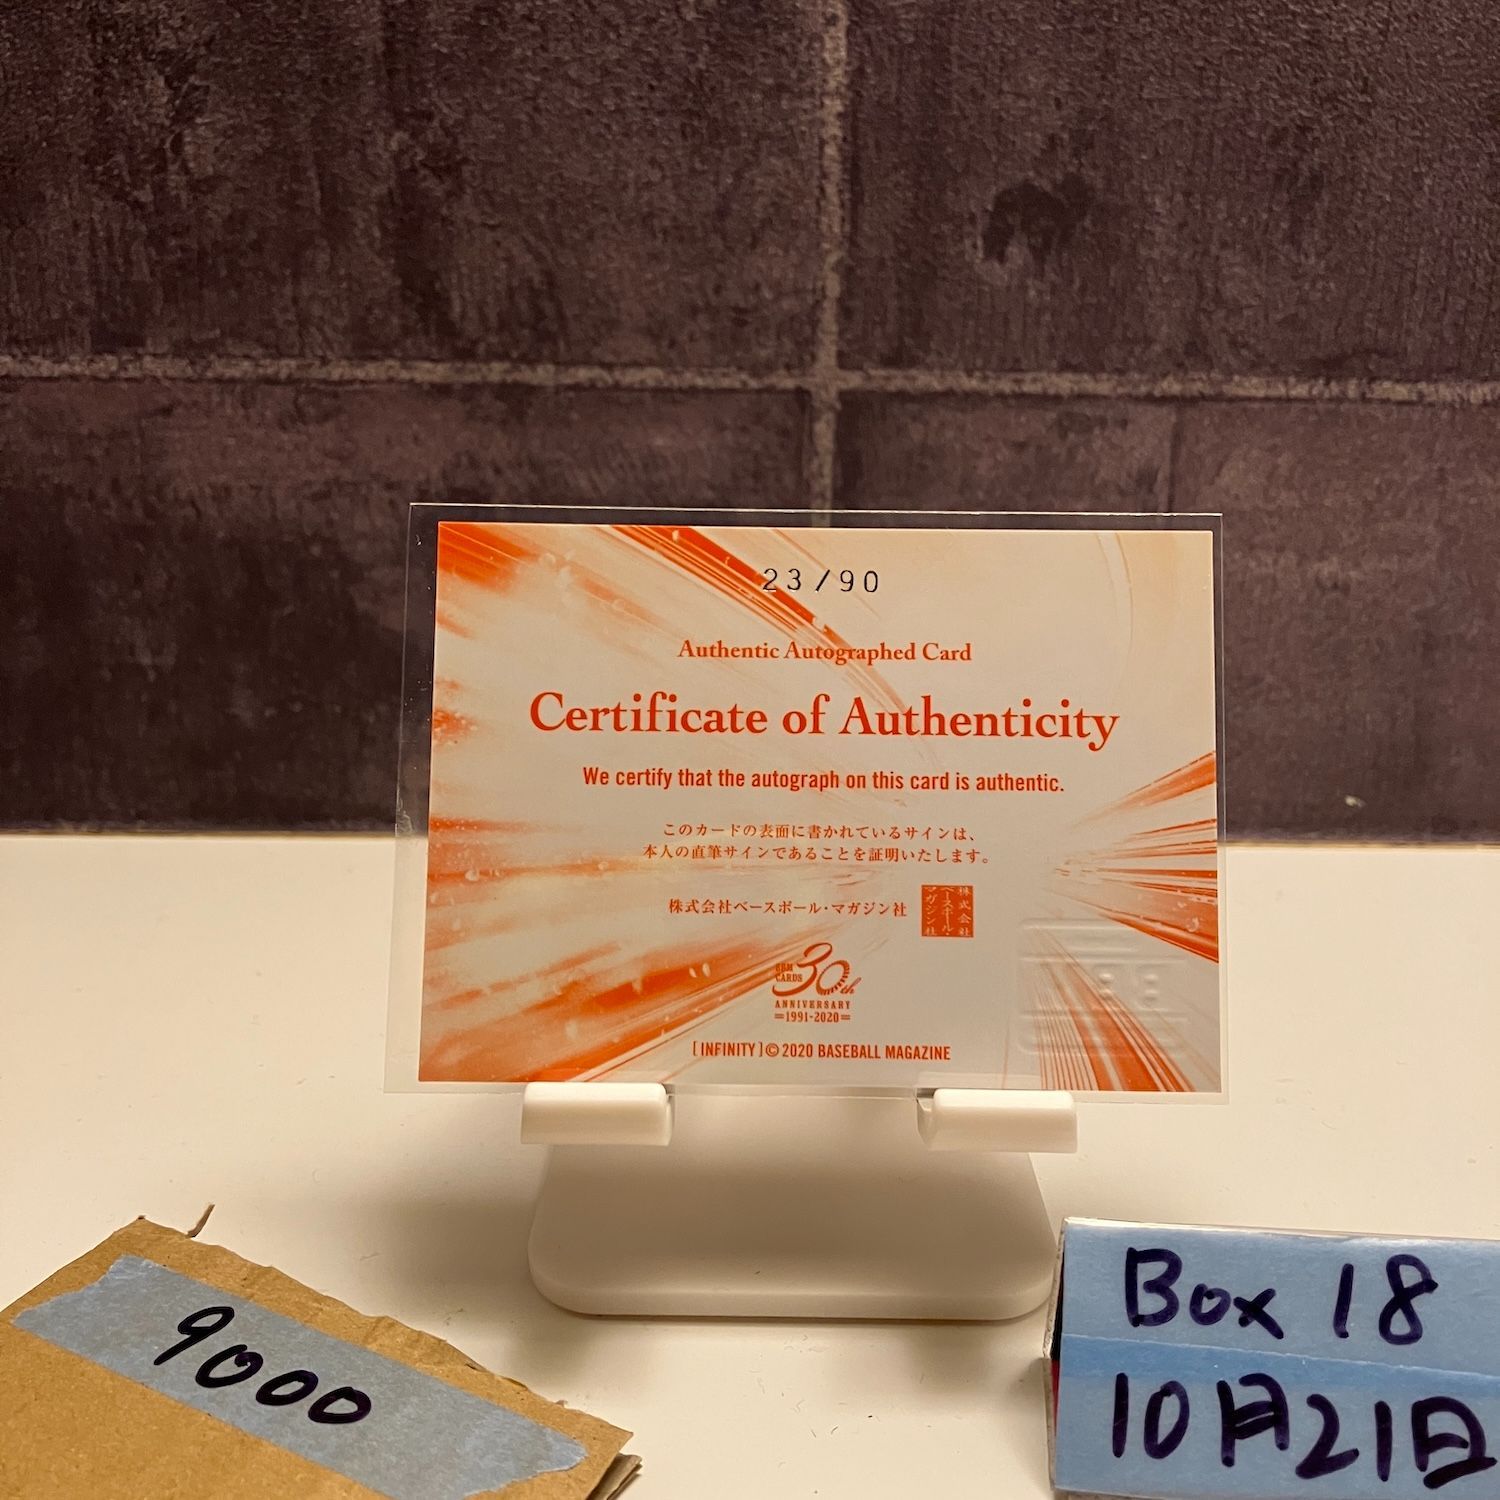 23/90
Authentic Autographed Card
Certificate of Authenticity
We certify that the autograph on this card is authentic.
このカードの表面に書かれているサインは、
本人の直筆サインであることを証明いたします。
株式会社ベースボール・マガジン社
株式会社
ベースボール・
マガジン社
BBM
CARDS
30th
ANNIVERSARY
=1991-2020=
[INFINITY]©2020 BASEBALL MAGAZINE
9000
Box 18
10月21日